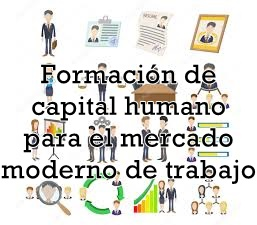 Formación de
capital humano
para el mercado
moderno de trabajo